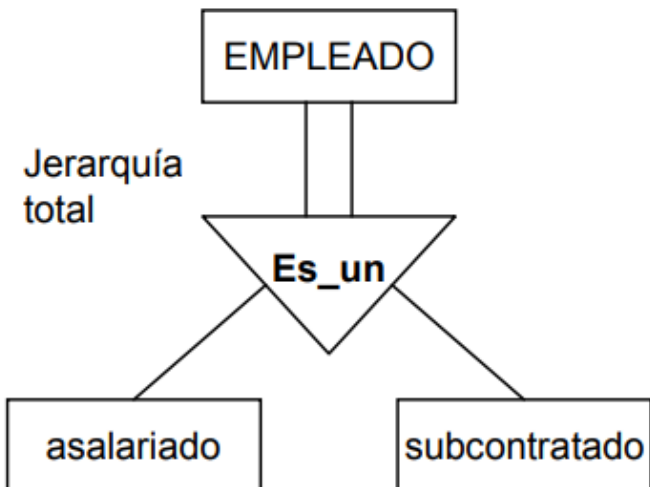 EMPLEADO
Jerarquía
total
Es_un
asalariado
subcontratado